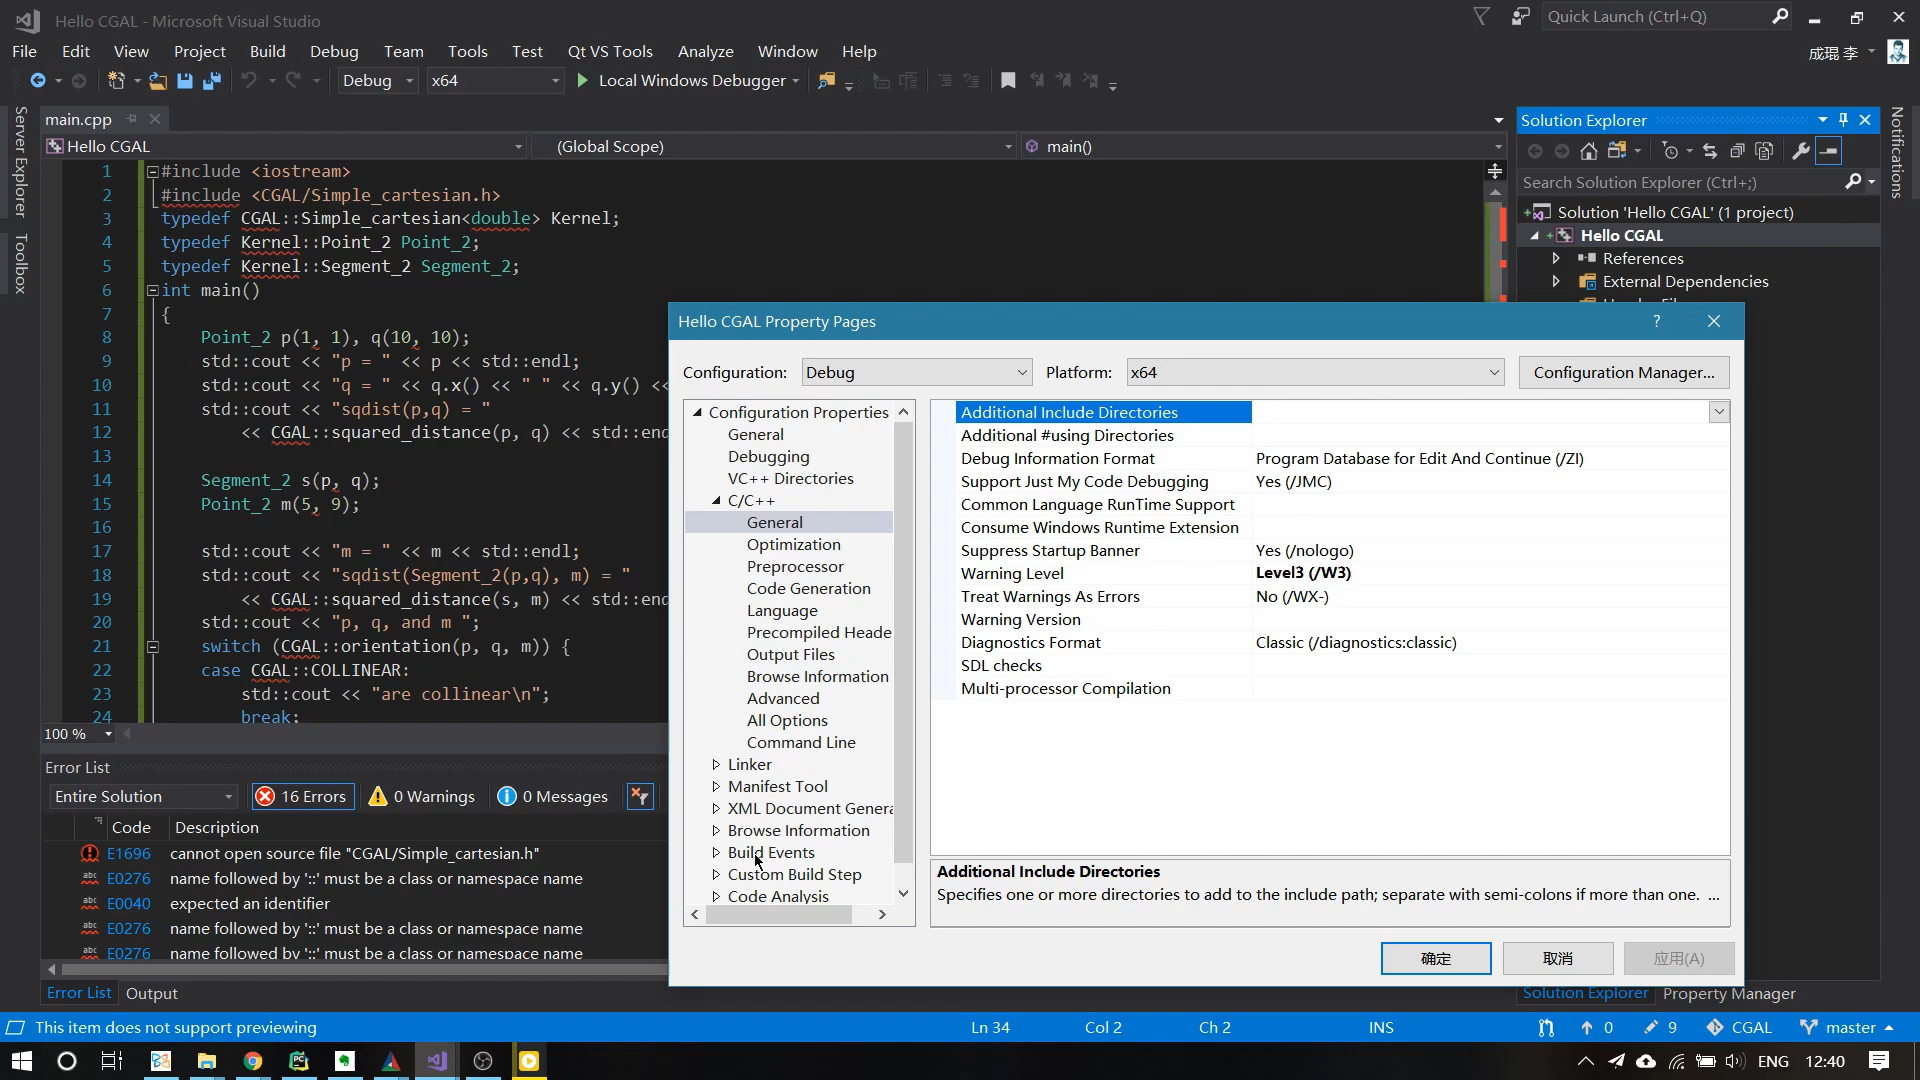 Hello CGAL - Microsoft Visual Studio
Quick Launch (Ctrl+Q)
File Edit View Project Build Debug Team Tools Test Qt VS Tools Analyze Window Help
成琨 李
Debug x64 Local Windows Debugger
Server Explorer
Toolbox
Notifications
main.cpp
Hello CGAL (Global Scope) main()
1 #include <iostream>
2 #include <CGAL/Simple_cartesian.h>
3 typedef CGAL::Simple_cartesian<double> Kernel;
4 typedef Kernel::Point_2 Point_2;
5 typedef Kernel::Segment_2 Segment_2;
6 int main()
7 {
8 Point_2 p(1, 1), q(10, 10);
9 std::cout << "p = " << p << std::endl;
10 std::cout << "q = " << q.x() << " " << q.y() <<
11 std::cout << "sqdist(p,q) = "
12 << CGAL::squared_distance(p, q) << std::end
13
14 Segment_2 s(p, q);
15 Point_2 m(5, 9);
16
17 std::cout << "m = " << m << std::endl;
18 std::cout << "sqdist(Segment_2(p,q), m) = "
19 << CGAL::squared_distance(s, m) << std::end
20 std::cout << "p, q, and m ";
21 switch (CGAL::orientation(p, q, m)) {
22 case CGAL::COLLINEAR:
23 std::cout << "are collinear\n";
24 break;
100 %
Solution Explorer
Search Solution Explorer (Ctrl+;)
Solution 'Hello CGAL' (1 project)
Hello CGAL
References
External Dependencies
Hello CGAL Property Pages
?
Configuration: Debug Platform: x64 Configuration Manager...
Configuration Properties
General
Debugging
VC++ Directories
C/C++
General
Optimization
Preprocessor
Code Generation
Language
Precompiled Heade
Output Files
Browse Information
Advanced
All Options
Command Line
Linker
Manifest Tool
XML Document Genera
Browse Information
Build Events
Custom Build Step
Code Analysis
Additional Include Directories
Additional #using Directories
Debug Information Format Program Database for Edit And Continue (/ZI)
Support Just My Code Debugging Yes (/JMC)
Common Language RunTime Support
Consume Windows Runtime Extension
Suppress Startup Banner Yes (/nologo)
Warning Level Level3 (/W3)
Treat Warnings As Errors No (/WX-)
Warning Version
Diagnostics Format Classic (/diagnostics:classic)
SDL checks
Multi-processor Compilation
Additional Include Directories
Specifies one or more directories to add to the include path; separate with semi-colons if more than one. ...
确定 取消 应用(A)
Error List
Entire Solution 16 Errors 0 Warnings 0 Messages
Code Description
E1696 cannot open source file "CGAL/Simple_cartesian.h"
abc E0276 name followed by '::' must be a class or namespace name
abc E0040 expected an identifier
abc E0276 name followed by '::' must be a class or namespace name
abc E0276 name followed by '::' must be a class or namespace name
Error List Output
Solution Explorer Property Manager
This item does not support previewing Ln 34 Col 2 Ch 2 INS 0 9 CGAL master
ENG 12:40